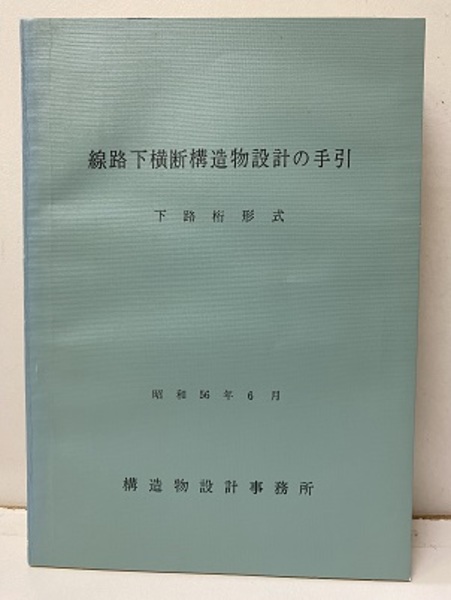 線路下横断構造物設計の手引
下路桁形式
昭和56年6月
構造物設計事務所